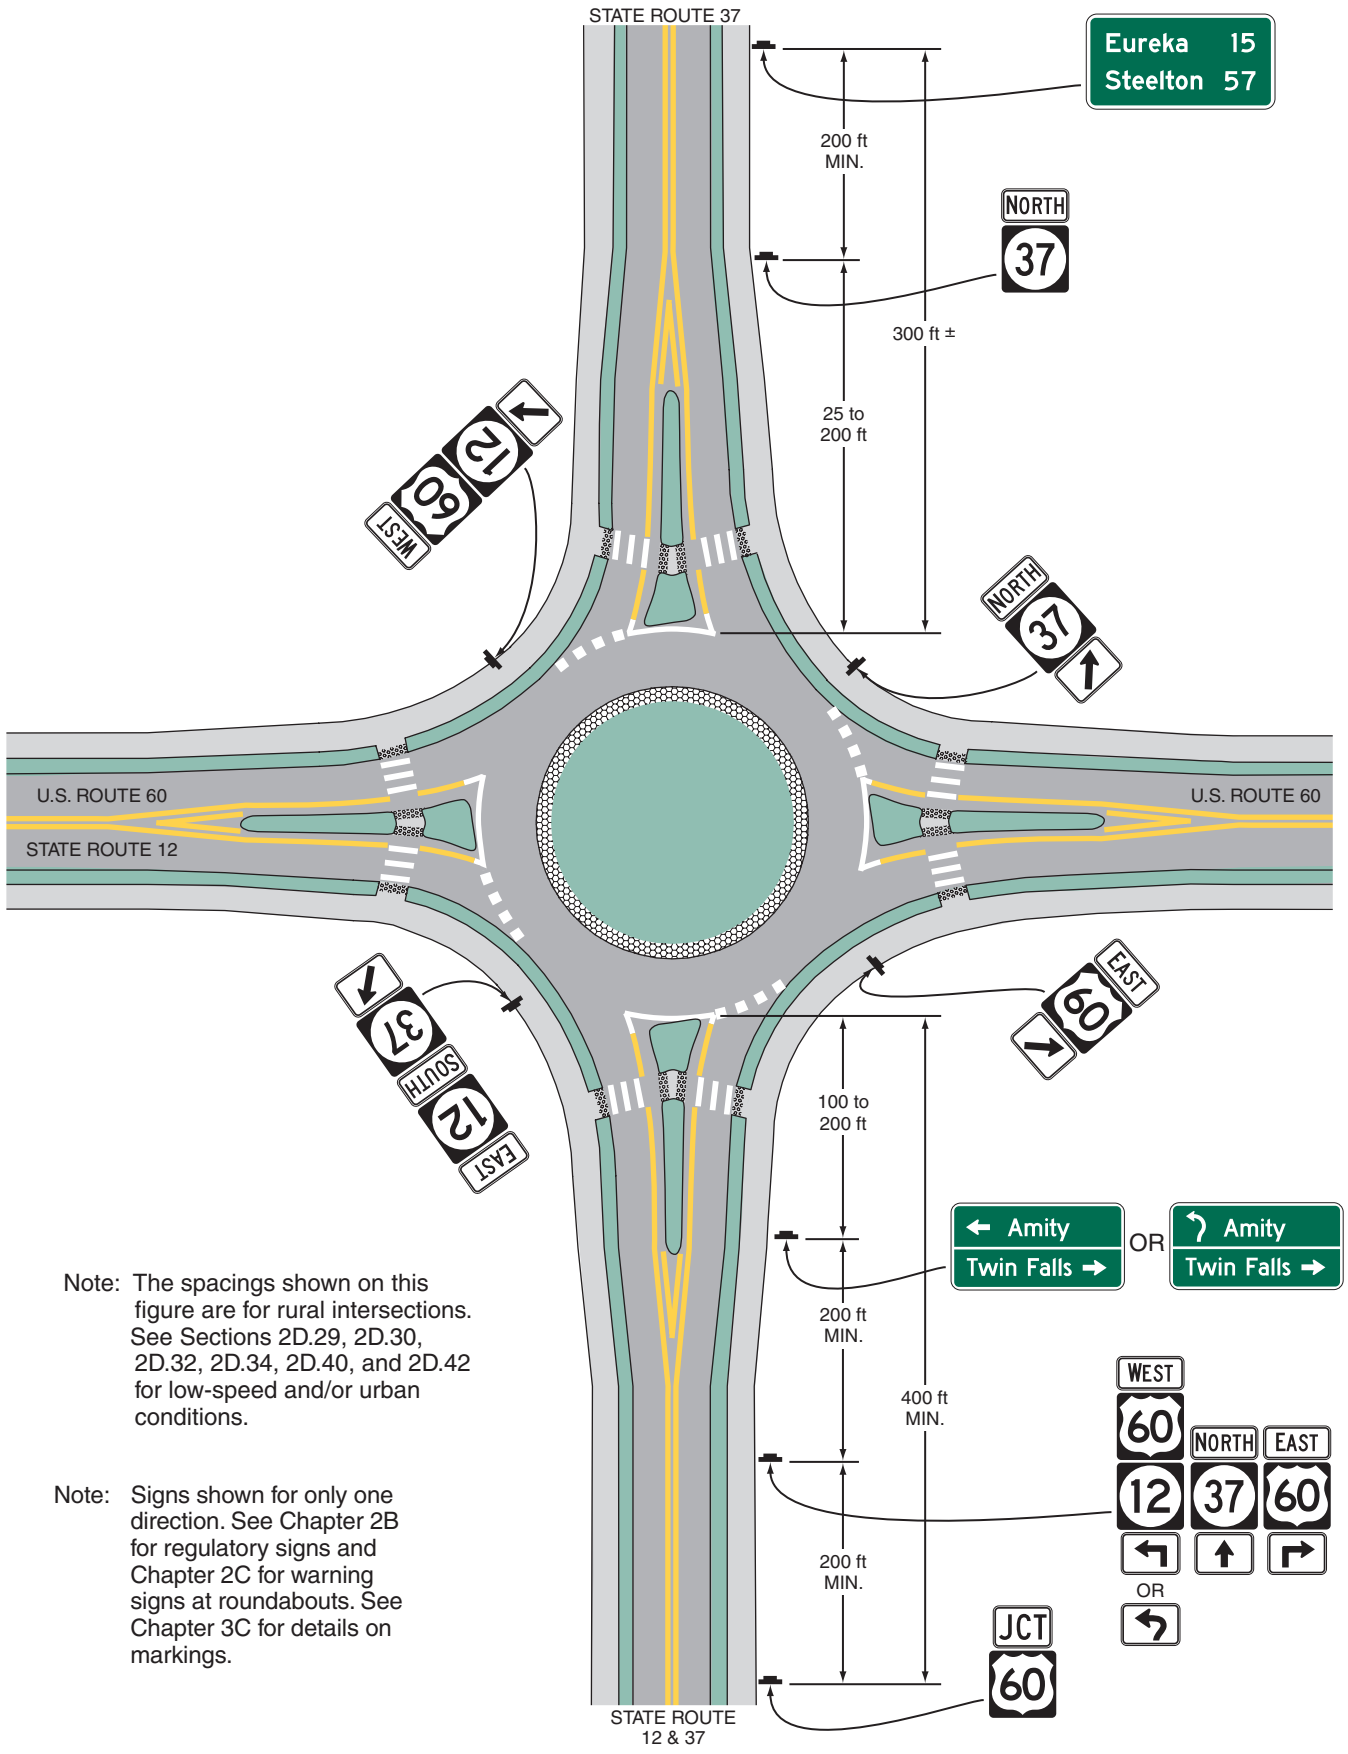 STATE ROUTE 37
Eureka 15
Steelton 57
200 ft
MIN.
NORTH
37
300 ft ±
25 to
200 ft
12
60
WEST
NORTH
37
U.S. ROUTE 60
STATE ROUTE 12
U.S. ROUTE 60
EAST
60
37
SOUTH
12
EAST
100 to
200 ft
Amity
Twin Falls
OR
Amity
Twin Falls
200 ft
MIN.
400 ft
MIN.
WEST
60
12
NORTH
37
EAST
60
OR
200 ft
MIN.
JCT
60
Note: The spacings shown on this
figure are for rural intersections.
See Sections 2D.29, 2D.30,
2D.32, 2D.34, 2D.40, and 2D.42
for low-speed and/or urban
conditions.
Note: Signs shown for only one
direction. See Chapter 2B
for regulatory signs and
Chapter 2C for warning
signs at roundabouts. See
Chapter 3C for details on
markings.
STATE ROUTE
12 & 37